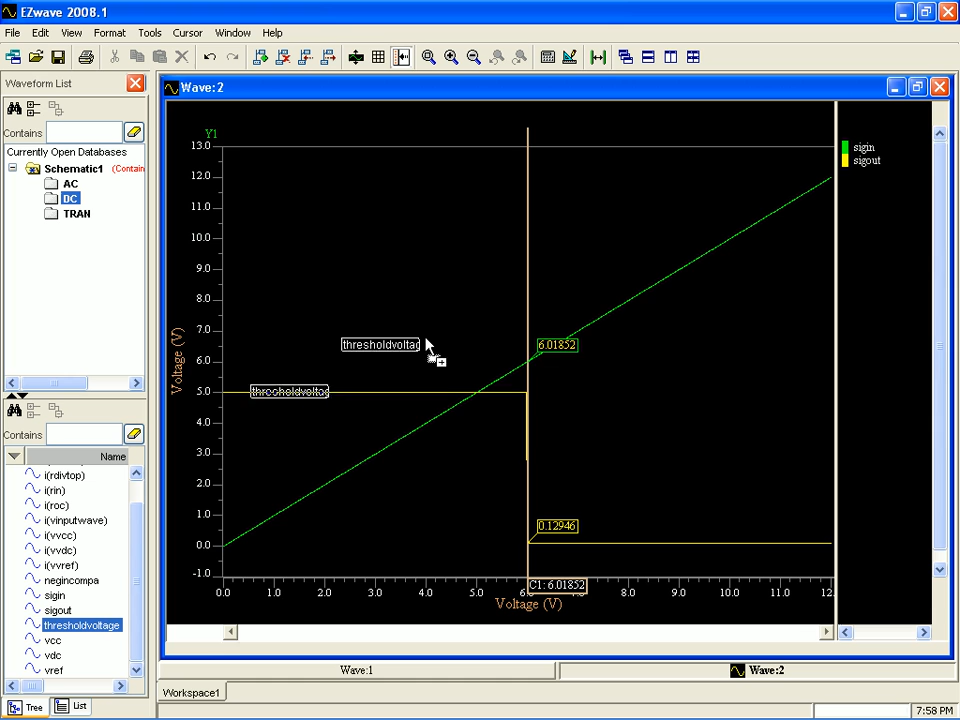 EZwave 2008.1
File Edit View Format Tools Cursor Window Help
Waveform List
Contains
Currently Open Databases
Schematic1 (Contain
AC
DC
TRAN
Contains
Name
i(rdivtop)
i(rin)
i(roc)
i(vinputwave)
i(vvcc)
i(vvdc)
i(vvref)
negincompa
sigin
sigout
thresholdvoltage
vcc
vdc
vref
Tree List
Wave:2
Y1
13.0
12.0
11.0
10.0
9.0
8.0
7.0
6.0
5.0
4.0
3.0
2.0
1.0
0.0
-1.0
Voltage (V)
thresholdvoltag
thresholdvoltag
6.01852
0.12946
C1: 6.01852
0.0 1.0 2.0 3.0 4.0 5.0 8.0 9.0 10.0 11.0 12.
Voltage (V)
sigin
sigout
Wave:1 Wave:2
Workspace1
7:58 PM